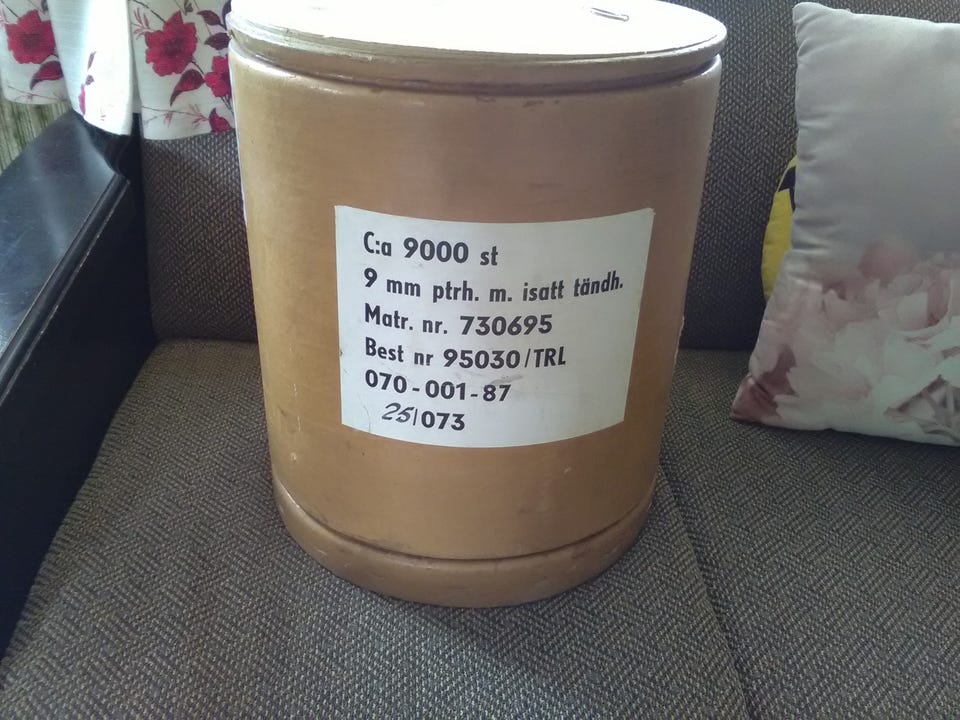 C:a 9000 st
9 mm ptrh. m. isatt tändh.
Matr. nr. 730695
Best nr 95030/TRL
070-001-87
25/073